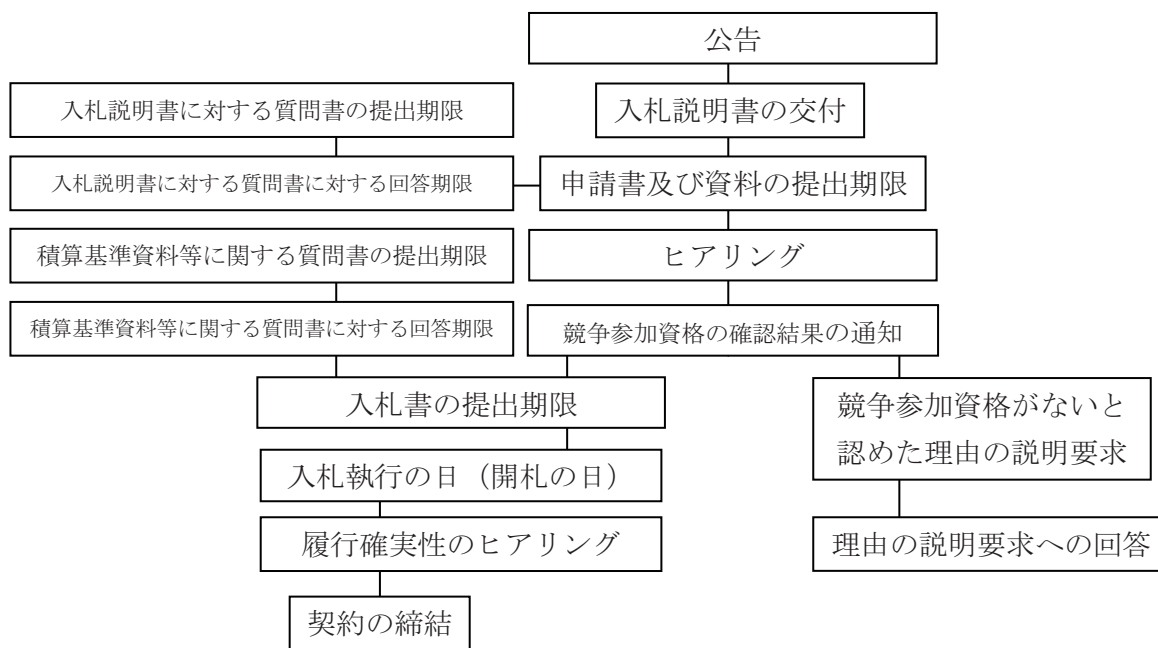 公告
入札説明書に対する質問書の提出期限
入札説明書の交付
入札説明書に対する質問書に対する回答期限
申請書及び資料の提出期限
積算基準資料等に関する質問書の提出期限
ヒアリング
積算基準資料等に関する質問書に対する回答期限
競争参加資格の確認結果の通知
入札書の提出期限
競争参加資格がないと
認めた理由の説明要求
入札執行の日（開札の日）
履行確実性のヒアリング
理由の説明要求への回答
契約の締結